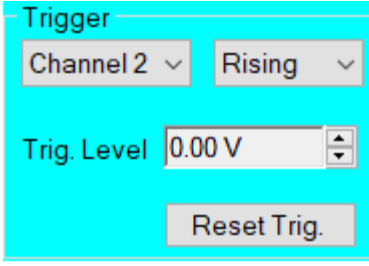 Trigger
Channel 2 Rising
Trig. Level 0.00 V
Reset Trig.